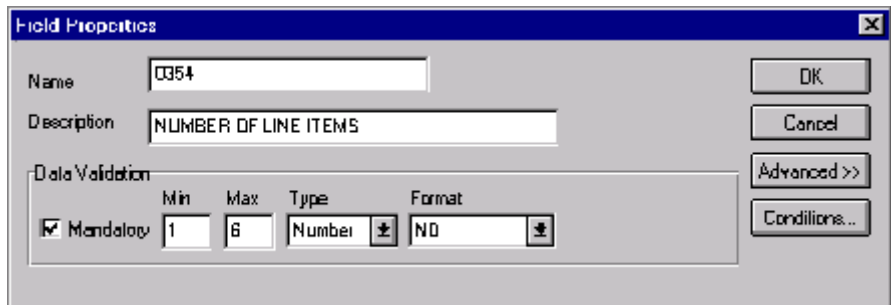 Field Properties
Name
0354
OK
Description
NUMBER OF LINE ITEMS
Cancel
Data Validation
Advanced >>
Min
Max
Type
Format
Mandatory
1
6
Number
N0
Conditions...